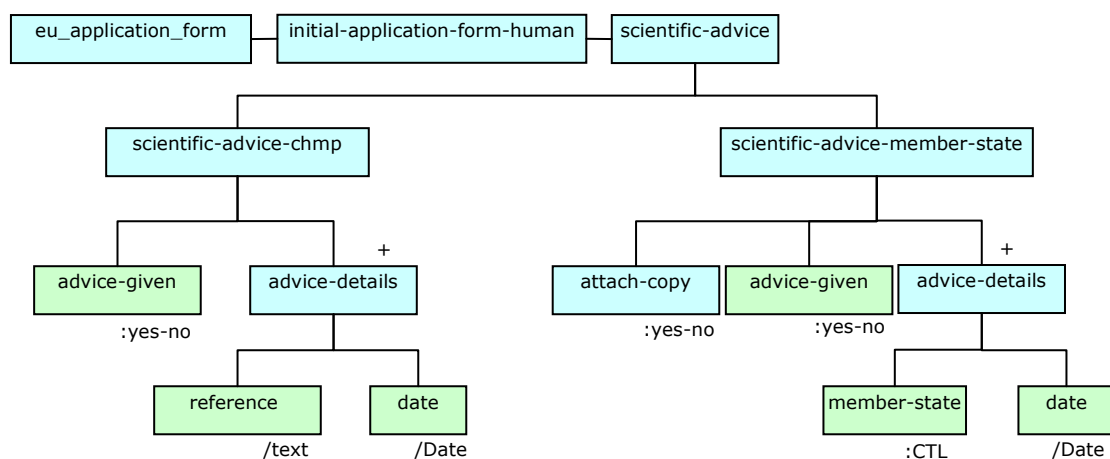 eu_application_form
initial-application-form-human
scientific-advice
scientific-advice-chmp
scientific-advice-member-state
+
+
advice-given
advice-details
attach-copy
advice-given
advice-details
:yes-no
:yes-no
:yes-no
reference
date
member-state
date
/text
/Date
:CTL
/Date